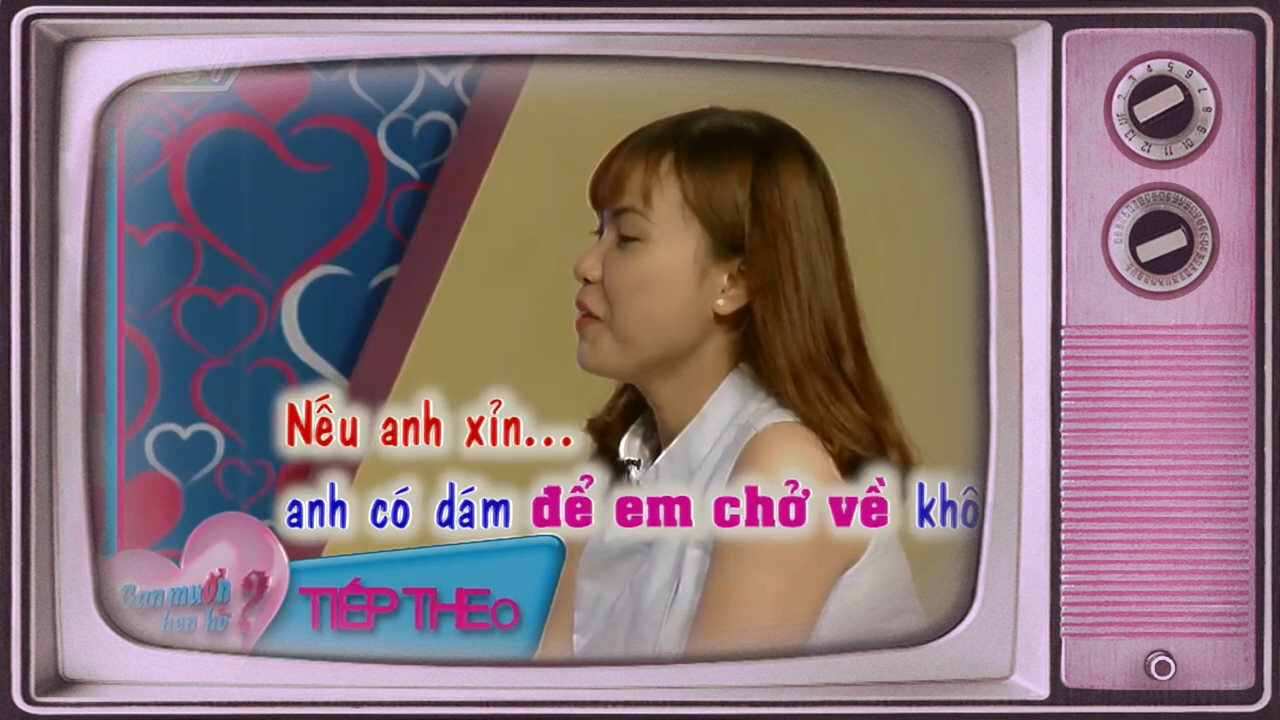 Nếu anh xỉn...
anh có dám để em chở về khô
Bạn muốn
hẹn hò
?
TIẾP THEO